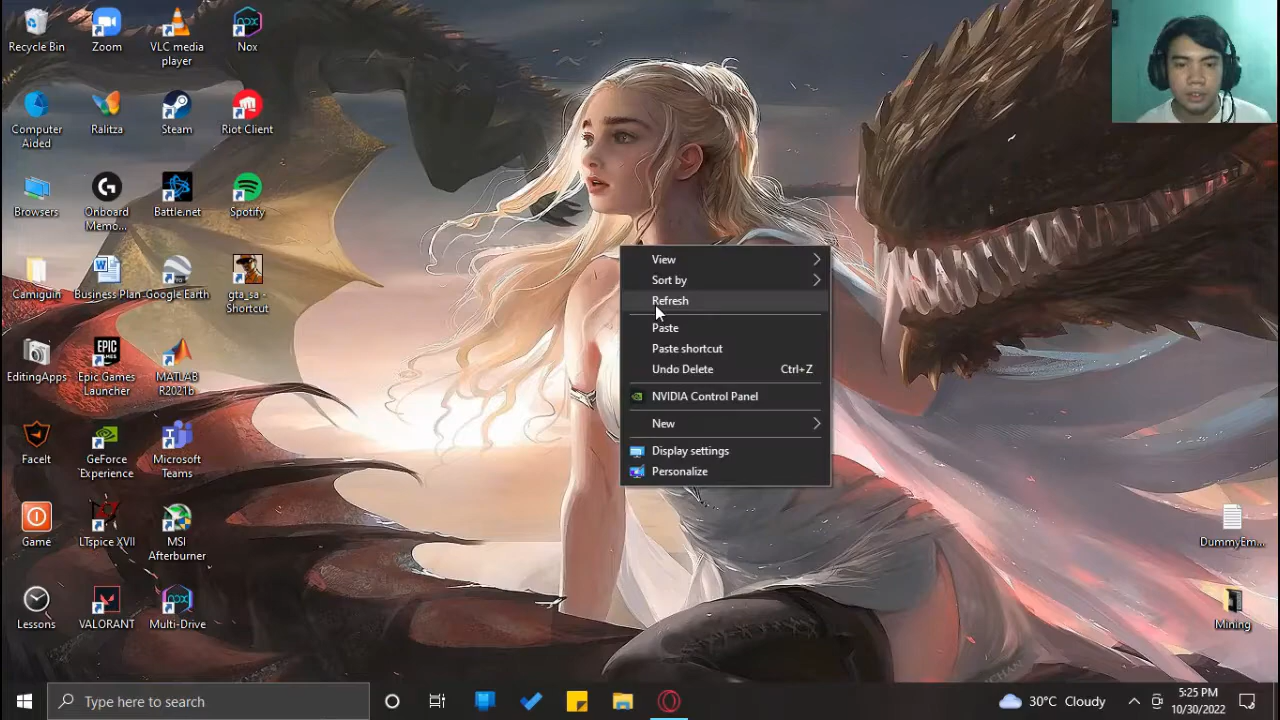 Recycle Bin
Zoom
VLC media
player
Nox
Computer
Aided
Ralitza
Steam
Riot Client
Browsers
Onboard
Memo...
Battle.net
Spotify
Camiguin
Business Plan
Google Earth
gta_sa -
Shortcut
EditingApps
EPIC
GAMES
Epic Games
Launcher
MATLAB
R2021b
FaceIt
GeForce
Experience
Microsoft
Teams
Game
LTspice XVII
MSI
Afterburner
Lessons
VALORANT
Multi-Drive
View
Sort by
Refresh
Paste
Paste shortcut
Undo Delete Ctrl+Z
NVIDIA Control Panel
New
Display settings
Personalize
DummyEm...
Mining
Type here to search
30°C Cloudy
5:25 PM
10/30/2022